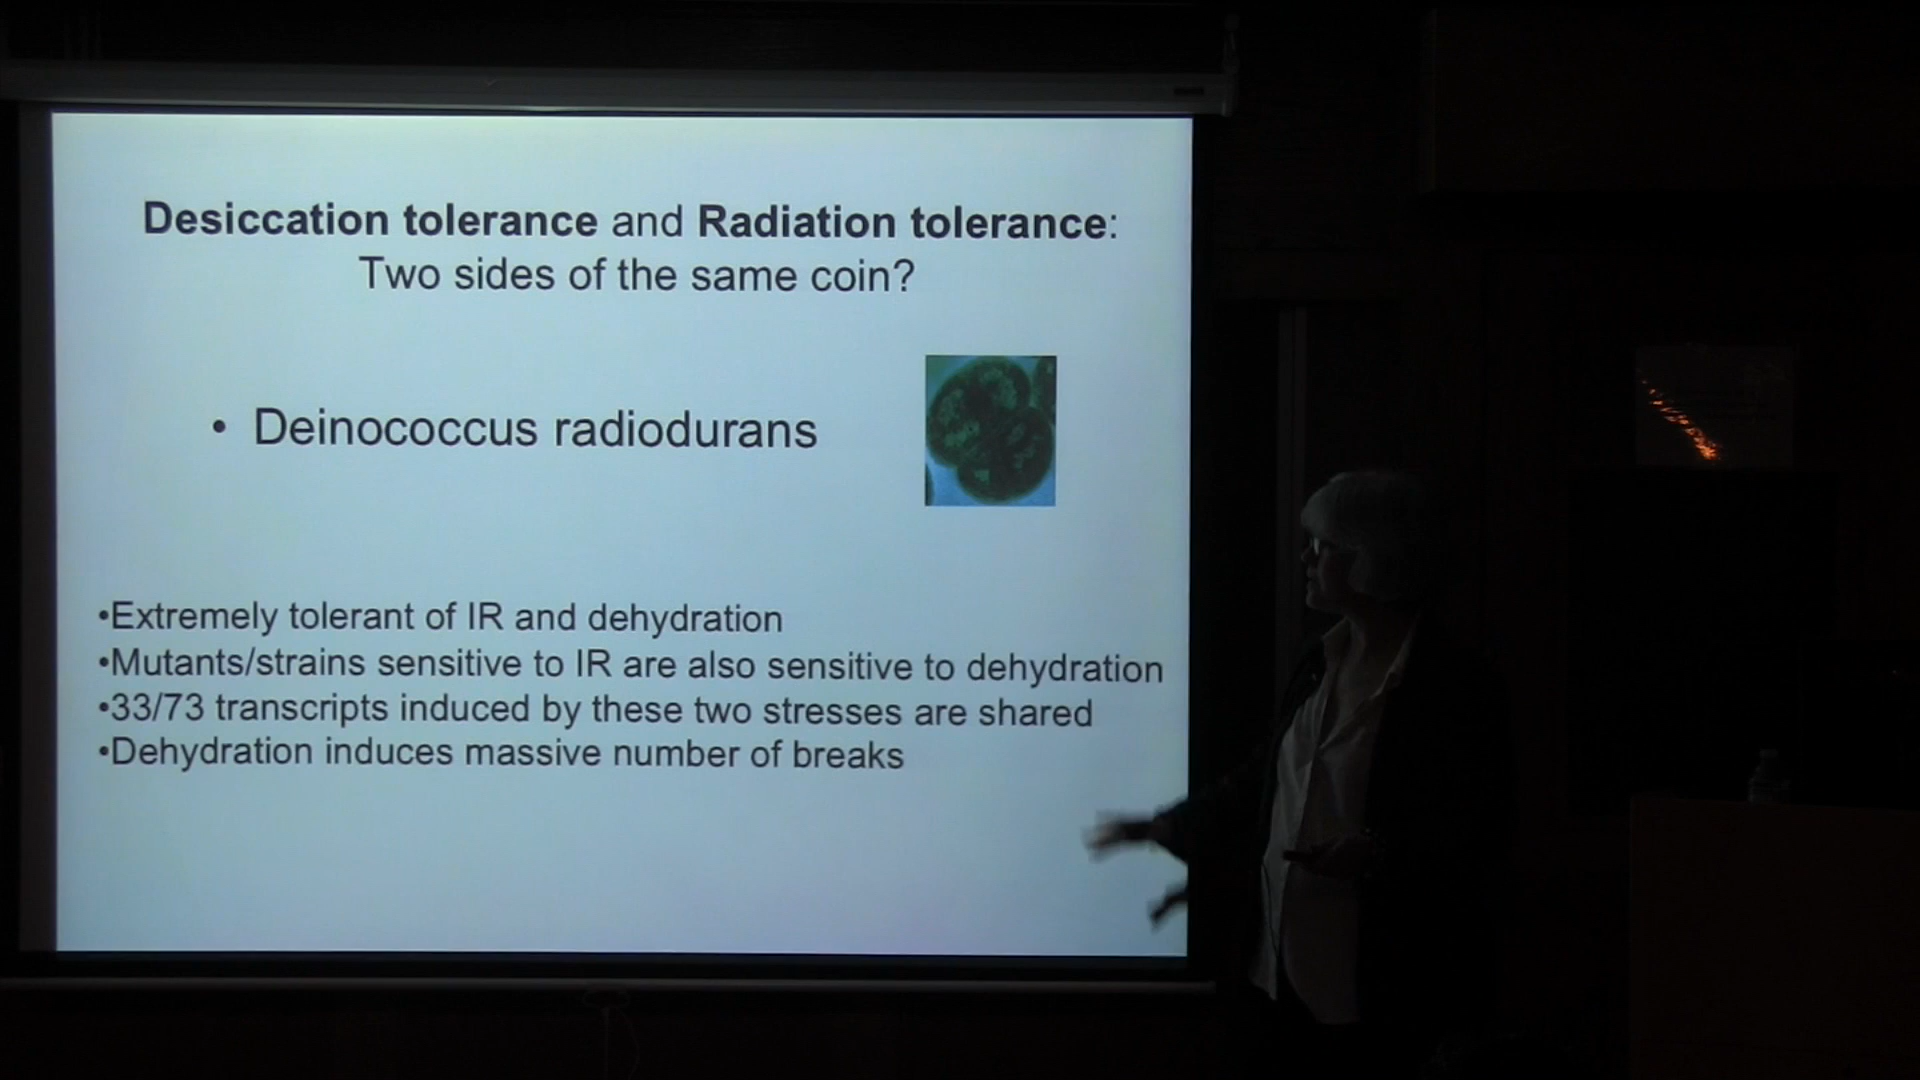 Desiccation tolerance and Radiation tolerance:
Two sides of the same coin?
• Deinococcus radiodurans
•Extremely tolerant of IR and dehydration
•Mutants/strains sensitive to IR are also sensitive to dehydration
•33/73 transcripts induced by these two stresses are shared
•Dehydration induces massive number of breaks